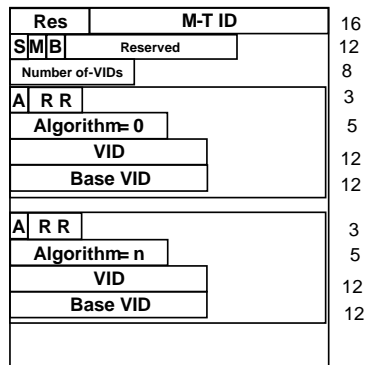 Res M-T ID 16
S M B Reserved 12
Number of-VIDs 8
A R R 3
Algorithm= 0 5
VID 12
Base VID 12
A R R 3
Algorithm= n 5
VID 12
Base VID 12